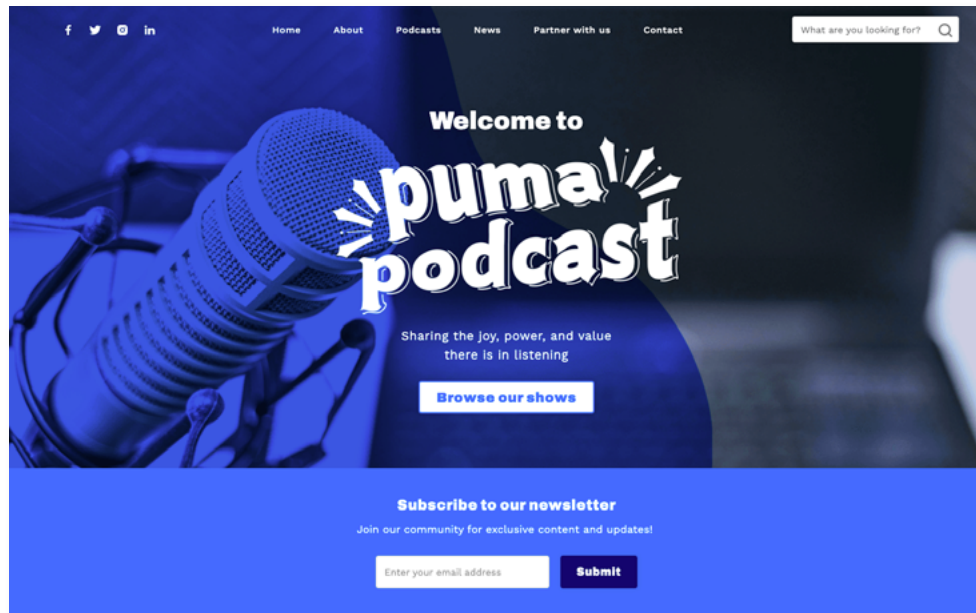 Home About Podcasts News Partner with us Contact What are you looking for?
Welcome to
puma
podcast
Sharing the joy, power, and value
there is in listening
Browse our shows
Subscribe to our newsletter
Join our community for exclusive content and updates!
Enter your email address Submit